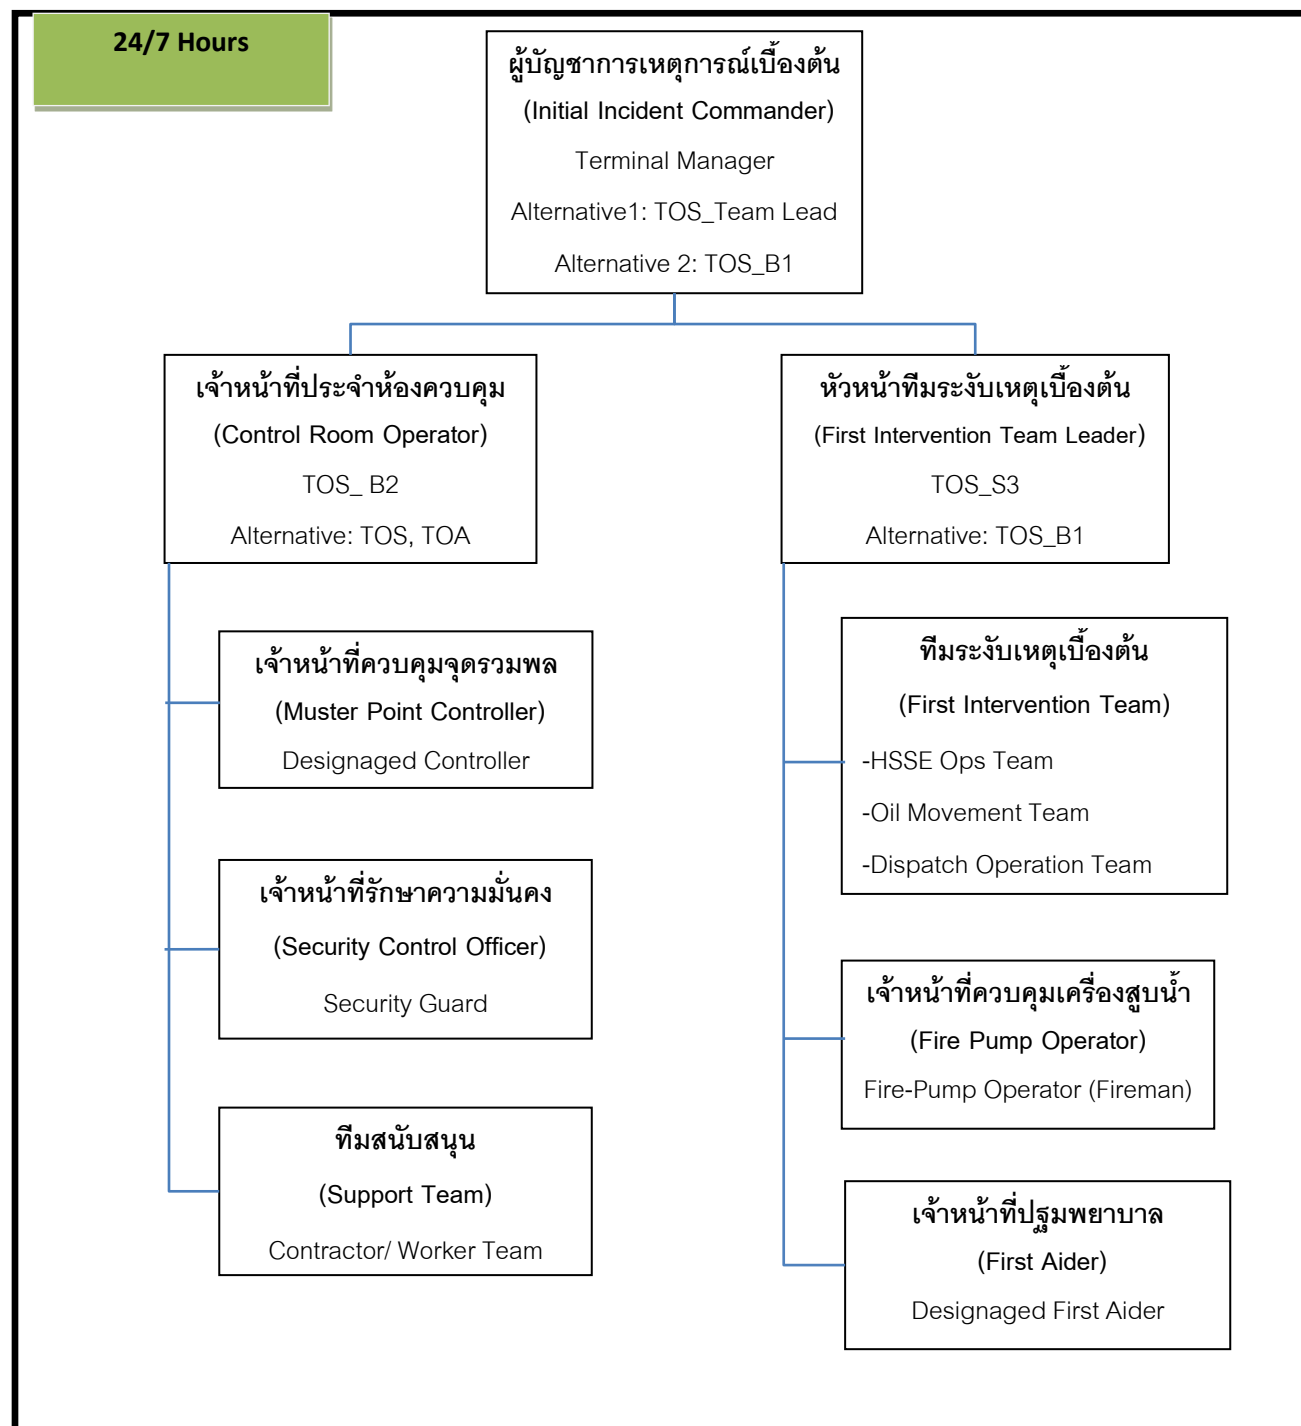 24/7 Hours
ผู้บัญชาการเหตุการณ์เบื้องต้น
(Initial Incident Commander)
Terminal Manager
Alternative1: TOS_Team Lead
Alternative 2: TOS_B1
เจ้าหน้าที่ประจำห้องควบคุม
(Control Room Operator)
TOS_ B2
Alternative: TOS, TOA
หัวหน้าทีมระงับเหตุเบื้องต้น
(First Intervention Team Leader)
TOS_S3
Alternative: TOS_B1
เจ้าหน้าที่ควบคุมจุดรวมพล
(Muster Point Controller)
Designaged Controller
เจ้าหน้าที่รักษาความมั่นคง
(Security Control Officer)
Security Guard
ทีมสนับสนุน
(Support Team)
Contractor/ Worker Team
ทีมระงับเหตุเบื้องต้น
(First Intervention Team)
-HSSE Ops Team
-Oil Movement Team
-Dispatch Operation Team
เจ้าหน้าที่ควบคุมเครื่องสูบน้ำ
(Fire Pump Operator)
Fire-Pump Operator (Fireman)
เจ้าหน้าที่ปฐมพยาบาล
(First Aider)
Designaged First Aider